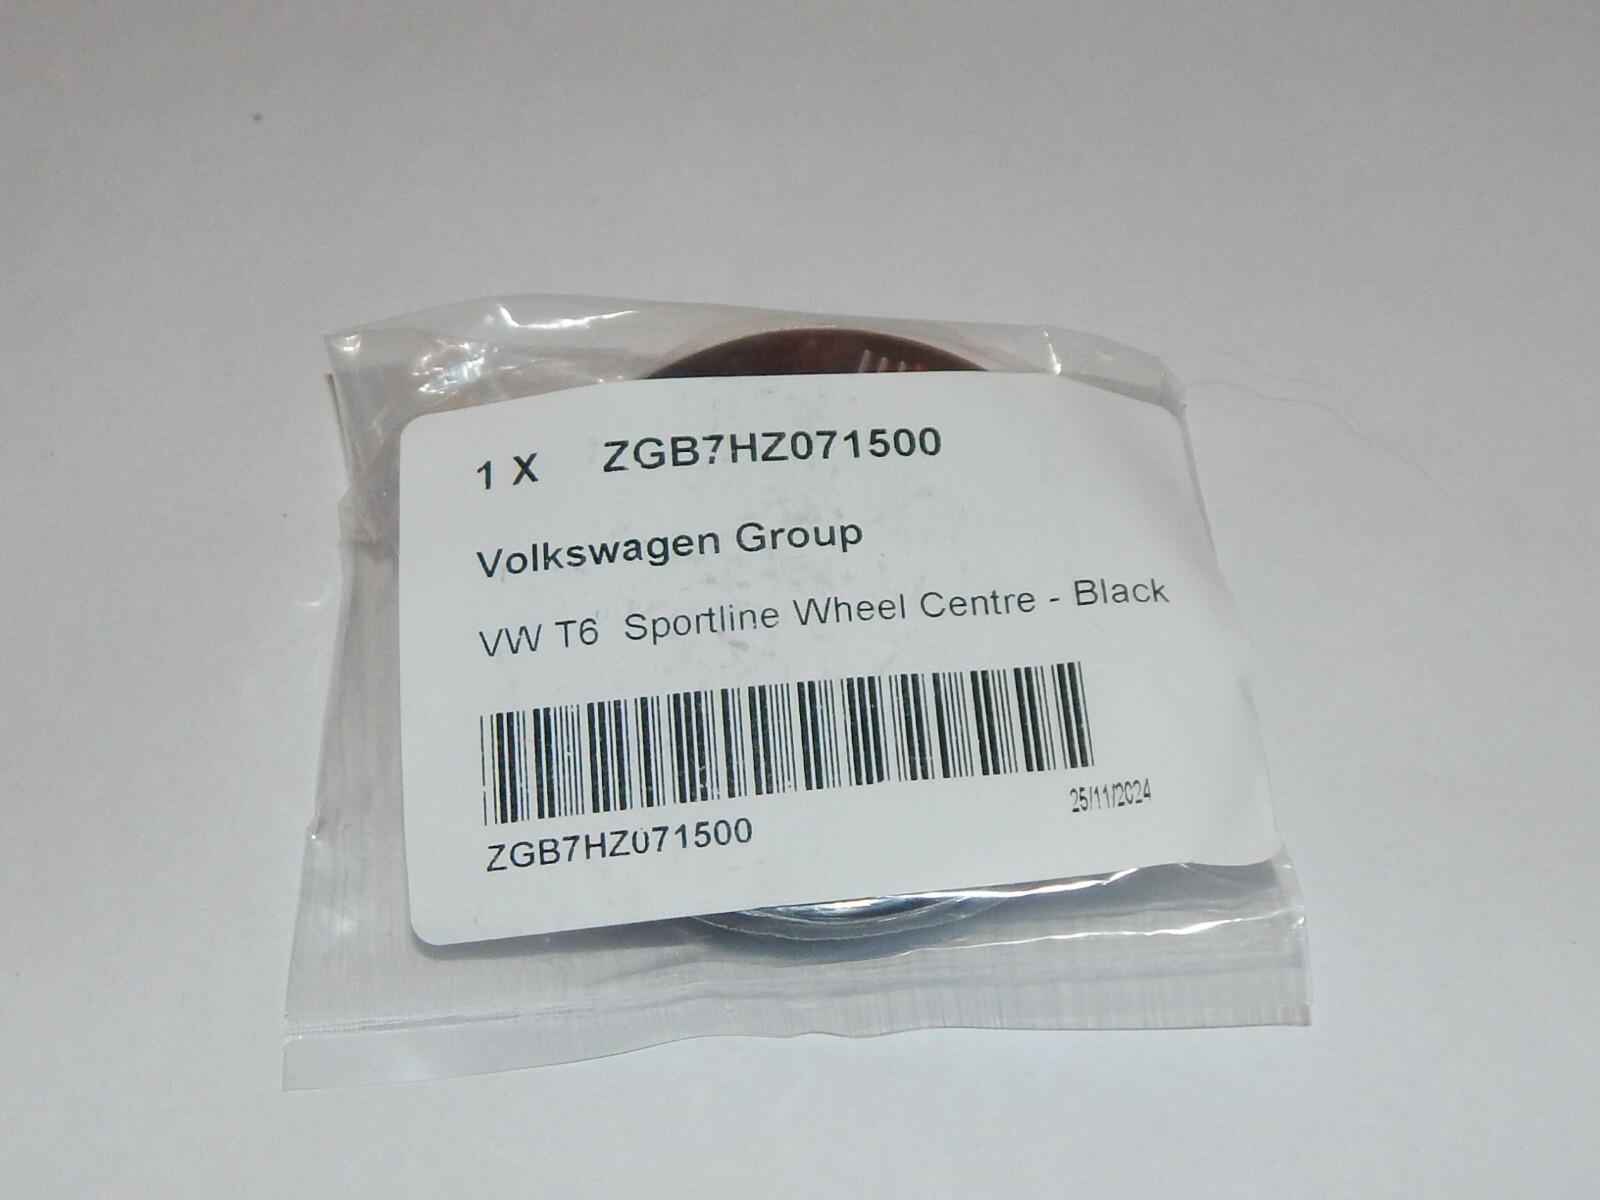 1 X ZGB7HZ071500
Volkswagen Group
VW T6 Sportline Wheel Centre - Black
25/11/2024
ZGB7HZ071500